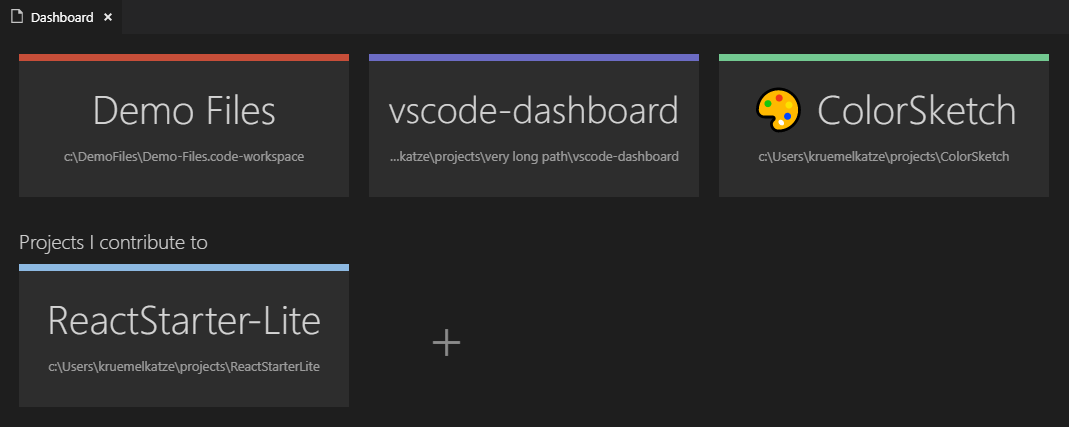 Dashboard
Demo Files
c:\DemoFiles\Demo-Files.code-workspace
vscode-dashboard
...katze\projects\very long path\vscode-dashboard
ColorSketch
c:\Users\kruemelkatze\projects\ColorSketch
Projects I contribute to
ReactStarter-Lite
c:\Users\kruemelkatze\projects\ReactStarterLite